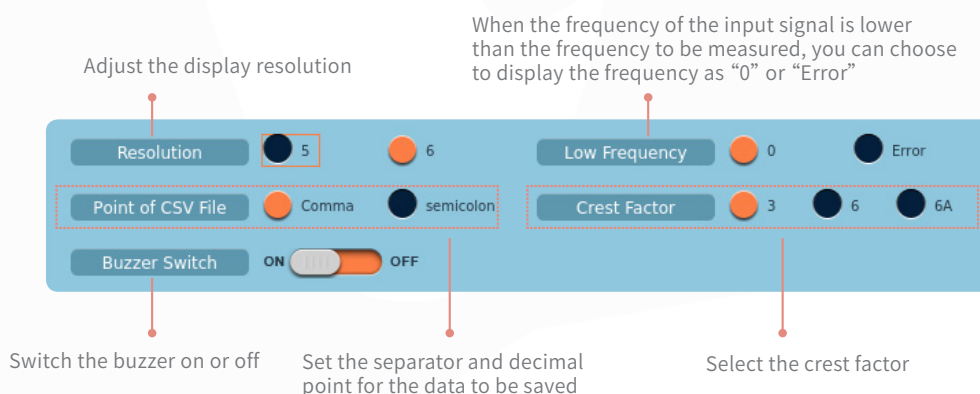 When the frequency of the input signal is lower
than the frequency to be measured, you can choose
to display the frequency as “0” or “Error”
Adjust the display resolution
Resolution 5 6 Low Frequency 0 Error
Point of CSV File Comma semicolon Crest Factor 3 6 6A
Buzzer Switch ON OFF
Switch the buzzer on or off
Set the separator and decimal
point for the data to be saved
Select the crest factor